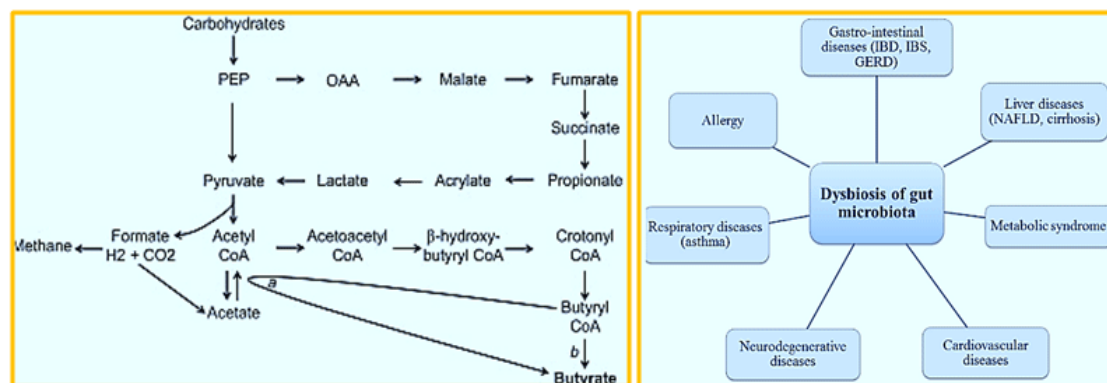 Carbohydrates
PEP OAA Malate Fumarate
Succinate
Pyruvate Lactate Acrylate Propionate
Methane Formate Acetyl Acetoacetyl β-hydroxy- Crotonyl
H2 + CO2 CoA CoA butyryl CoA CoA
a
Acetate Butyryl
CoA
b
Butyrate
Gastro-intestinal
diseases (IBD, IBS,
GERD)
Allergy
Liver diseases
(NAFLD, cirrhosis)
Dysbiosis of gut
microbiota
Respiratory diseases
(asthma)
Metabolic syndrome
Neurodegenerative
diseases
Cardiovascular
diseases